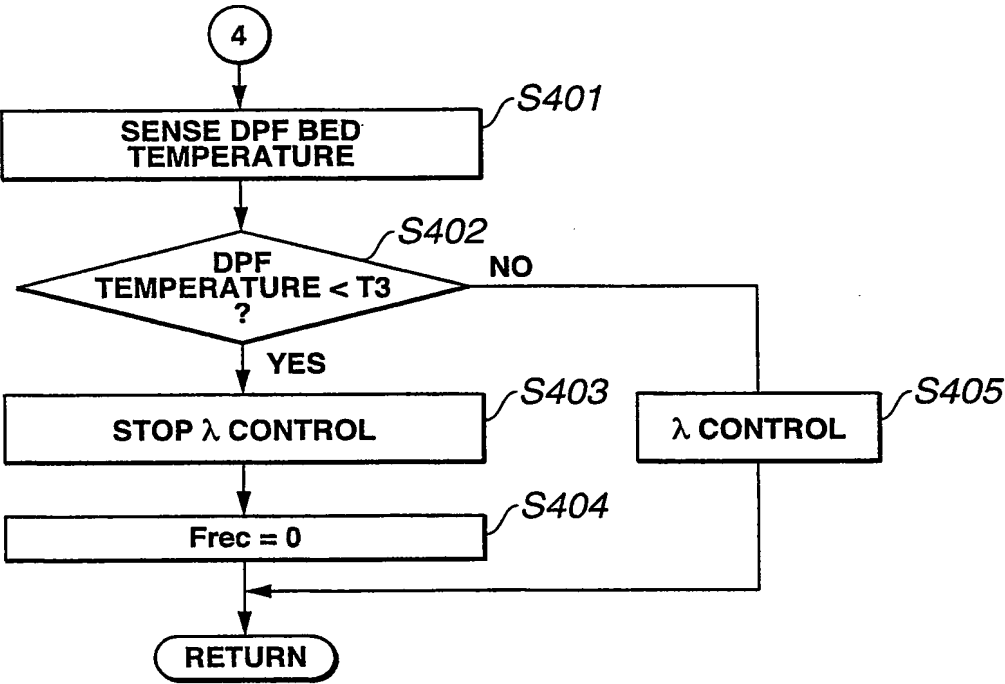 4
S401
SENSE DPF BED
TEMPERATURE
S402
DPF
TEMPERATURE < T3
?
NO
YES
S403
STOP λ CONTROL
S405
λ CONTROL
S404
Frec = 0
RETURN